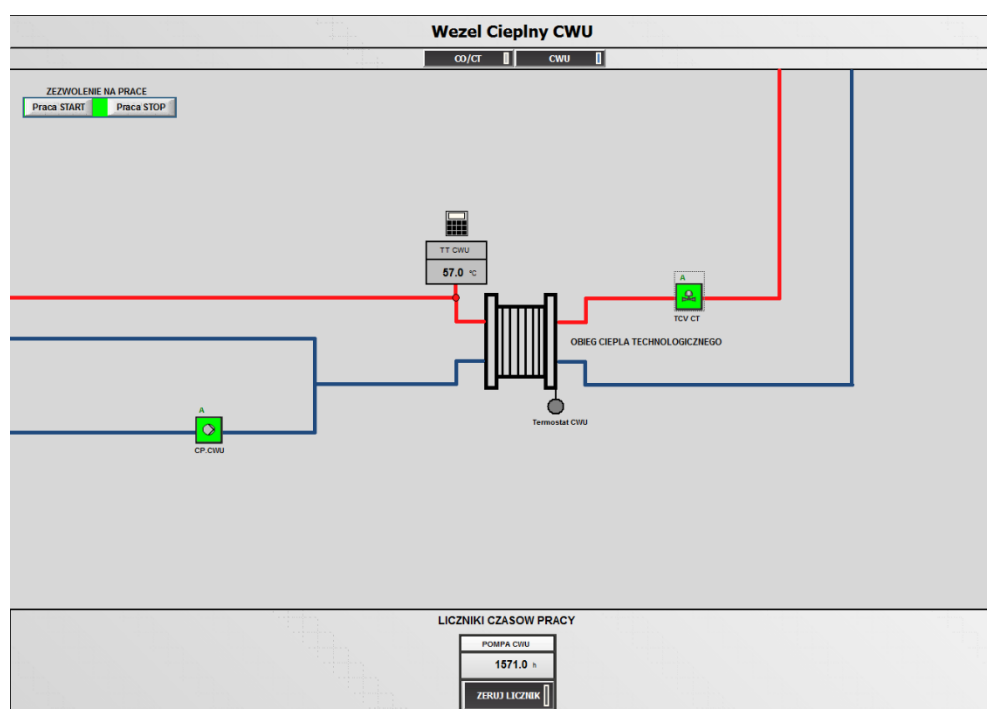 Wezel Cieplny CWU
CO/CT
CWU
ZEZWOLENIE NA PRACE
Praca START
Praca STOP
TT CWU
57.0 °C
A
TCV CT
OBIEG CIEPLA TECHNOLOGICZNEGO
Termostat CWU
A
CP.CWU
LICZNIKI CZASOW PRACY
POMPA CWU
1571.0 h
ZERUJ LICZNIK